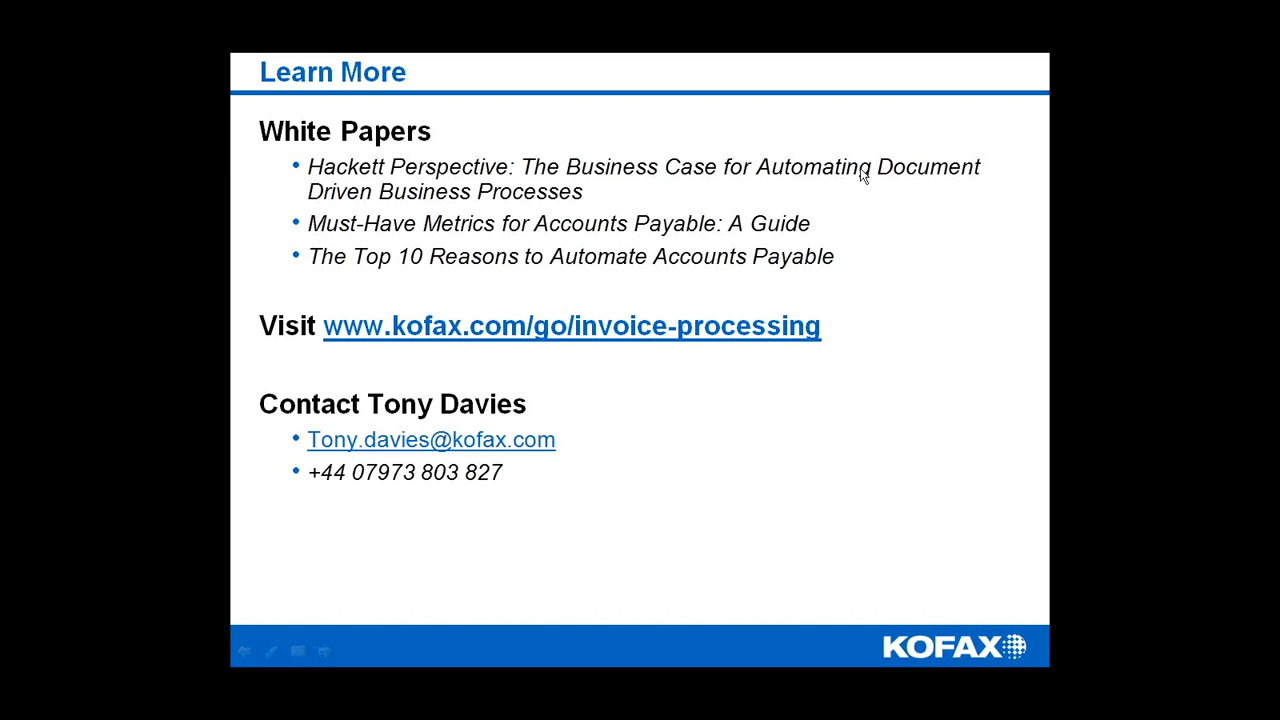 Learn More
White Papers
• Hackett Perspective: The Business Case for Automating Document
Driven Business Processes
• Must-Have Metrics for Accounts Payable: A Guide
• The Top 10 Reasons to Automate Accounts Payable
Visit www.kofax.com/go/invoice-processing
Contact Tony Davies
• Tony.davies@kofax.com
• +44 07973 803 827
KOFAX